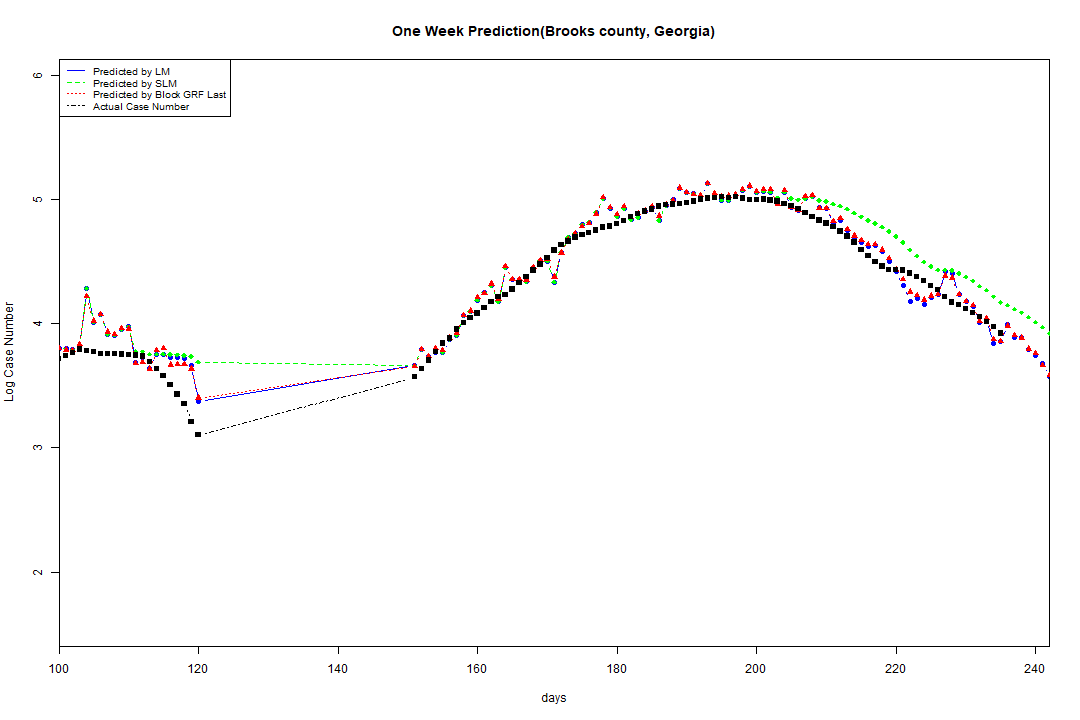 One Week Prediction(Brooks county, Georgia)
Predicted by LM
Predicted by SLM
Predicted by Block GRF Last
Actual Case Number
6
5
4
3
2
Log Case Number
100 120 140 160 180 200 220 240
days